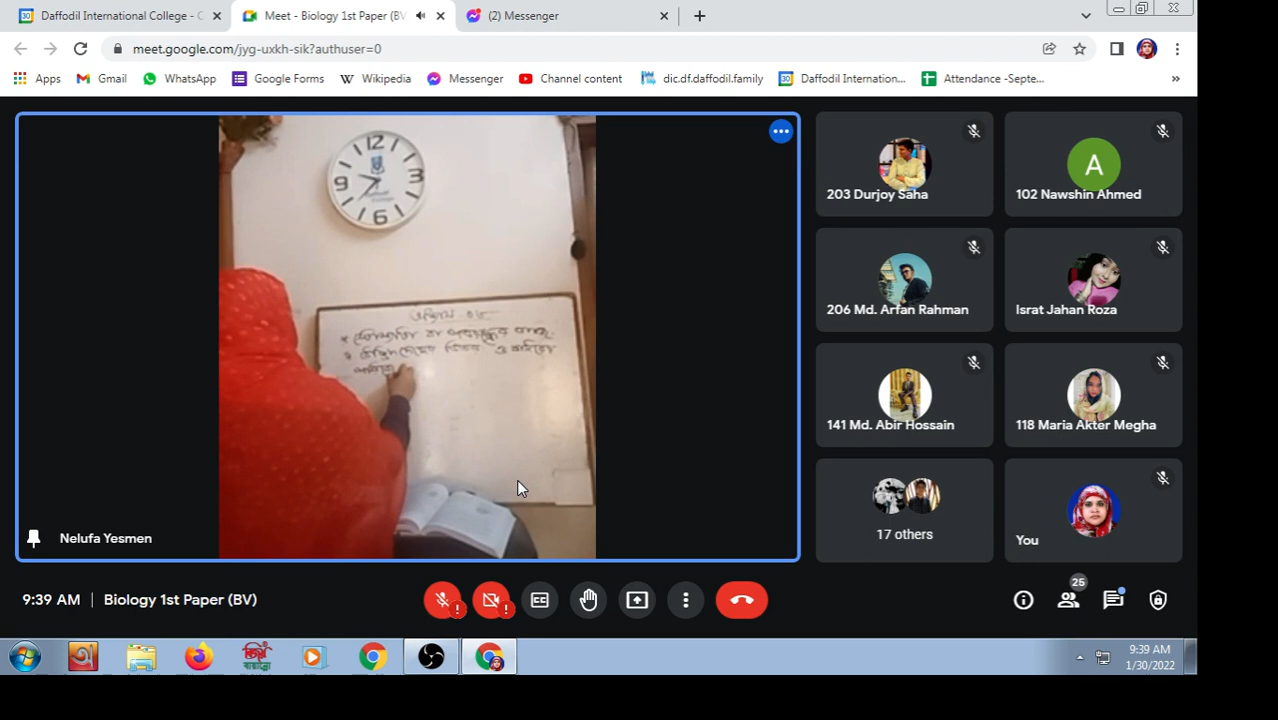 Daffodil International College - C
Meet - Biology 1st Paper (BV)
(2) Messenger
meet.google.com/jyg-uxkh-sik?authuser=0
Apps
Gmail
WhatsApp
Google Forms
Wikipedia
Messenger
Channel content
dic.df.daffodil.family
Daffodil Internation...
Attendance -Septe...
»
12
3
6
9
203 Durjoy Saha
A
102 Nawshin Ahmed
206 Md. Arfan Rahman
Israt Jahan Roza
141 Md. Abir Hossain
118 Maria Akter Megha
17 others
You
Nelufa Yesmen
9:39 AM | Biology 1st Paper (BV)
25
9:39 AM
1/30/2022